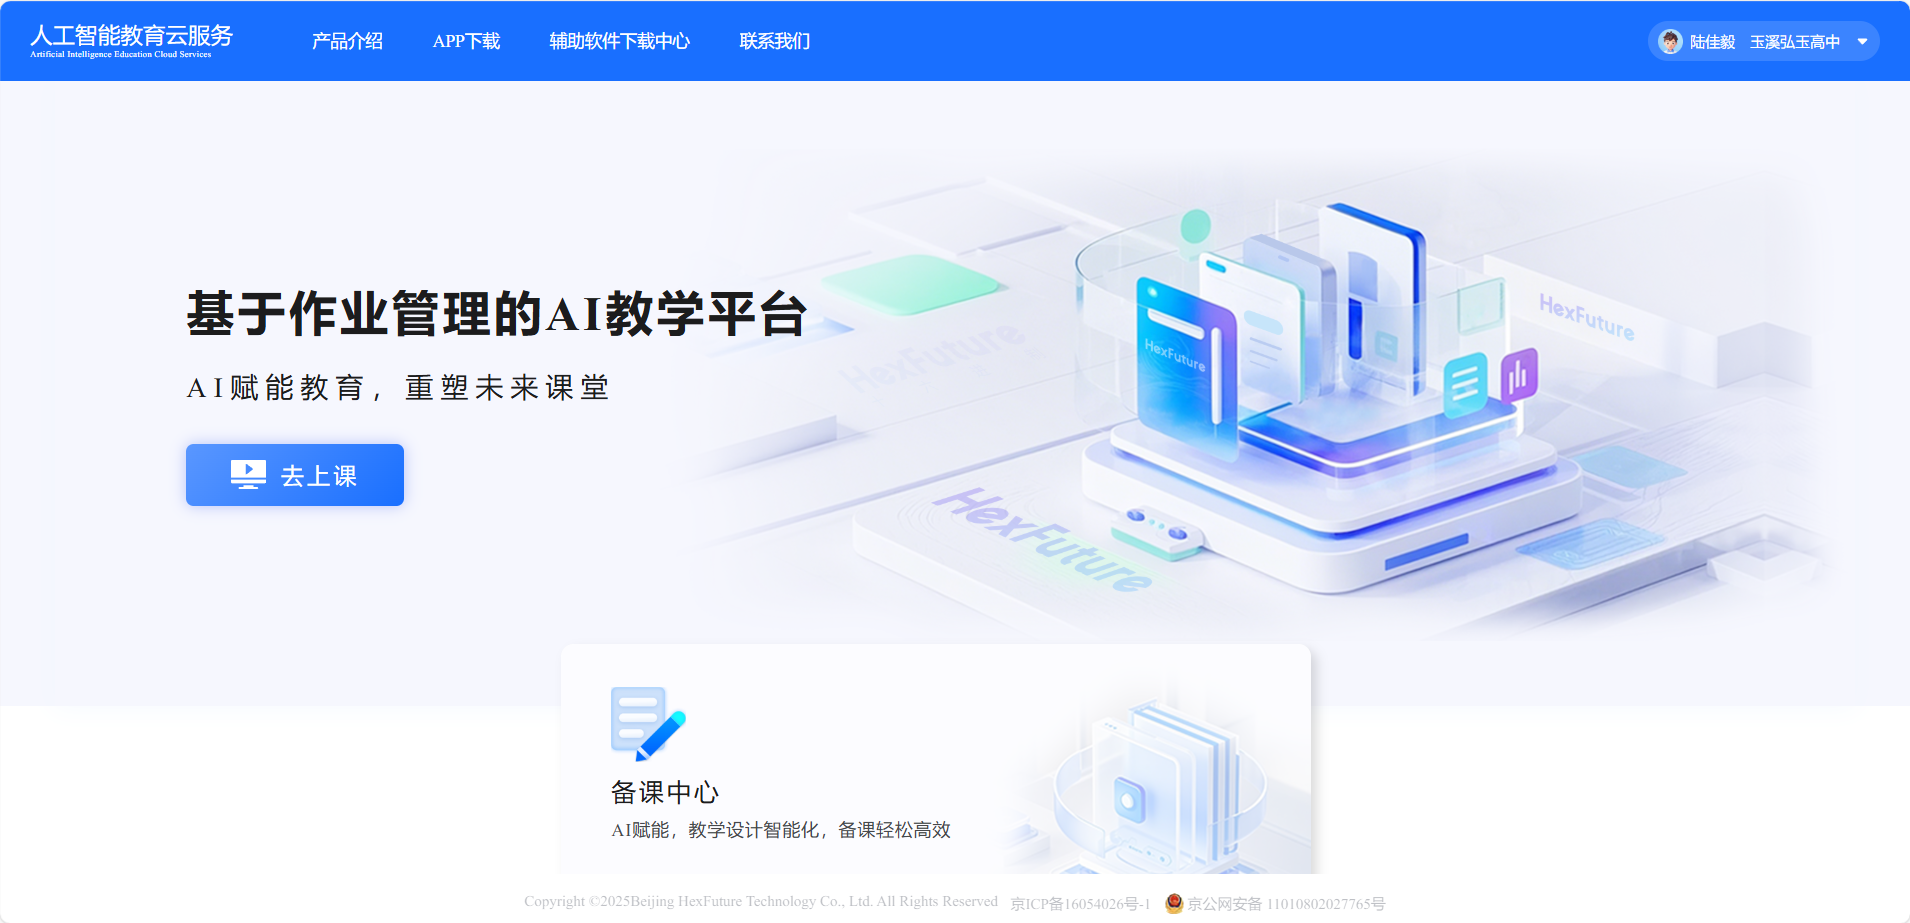 人工智能教育云服务
Artificial Intelligence Education Cloud Services
产品介绍
APP下载
辅助软件下载中心
联系我们
陆佳毅 玉溪弘玉高中
基于作业管理的AI教学平台
AI赋能教育，重塑未来课堂
去上课
HexFuture
HexFuture
HexFuture
HexFuture
备课中心
AI赋能，教学设计智能化，备课轻松高效
Copyright ©2025Beijing HexFuture Technology Co., Ltd. All Rights Reserved 京ICP备16054026号-1 京公网安备 11010802027765号